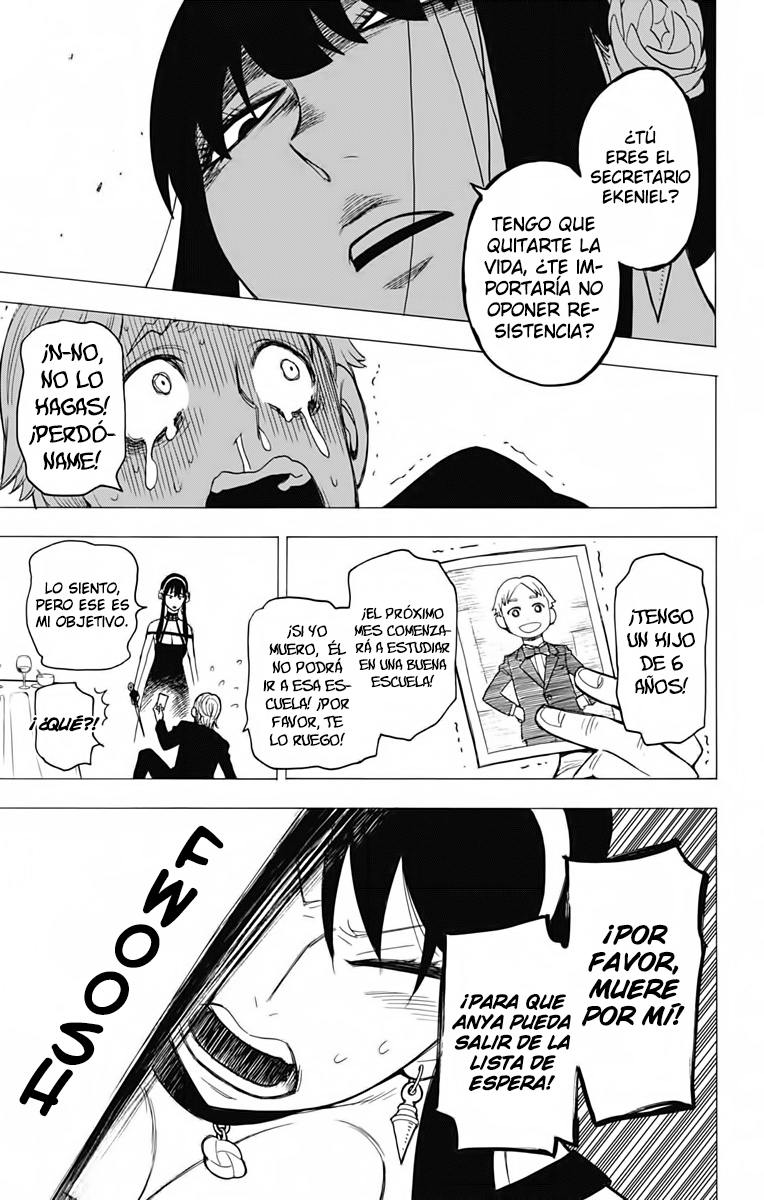 ¿TÚ
ERES EL
SECRETARIO
EKENIEL?
TENGO QUE
QUITARTE LA
VIDA, ¿TE IM-
PORTARÍA NO
OPONER RE-
SISTENCIA?
¡N-NO,
NO LO
HAGAS!
¡PERDÓ-
NAME!
¡TENGO
UN HIJO
DE 6
AÑOS!
¡EL PRÓXIMO
MES COMENZA-
RÁ A ESTUDIAR
EN UNA BUENA
ESCUELA!
¡SI YO
MUERO, ÉL
NO PODRÁ
IR A ESA ES-
CUELA! ¡POR
FAVOR, TE
LO RUEGO!
LO SIENTO,
PERO ESE ES
MI OBJETIVO.
¡¿QUÉ?!
¡POR
FAVOR,
MUERE
POR MÍ!
¡PARA QUE
ANYA PUEDA
SALIR DE LA
LISTA DE
ESPERA!
FWOOSH